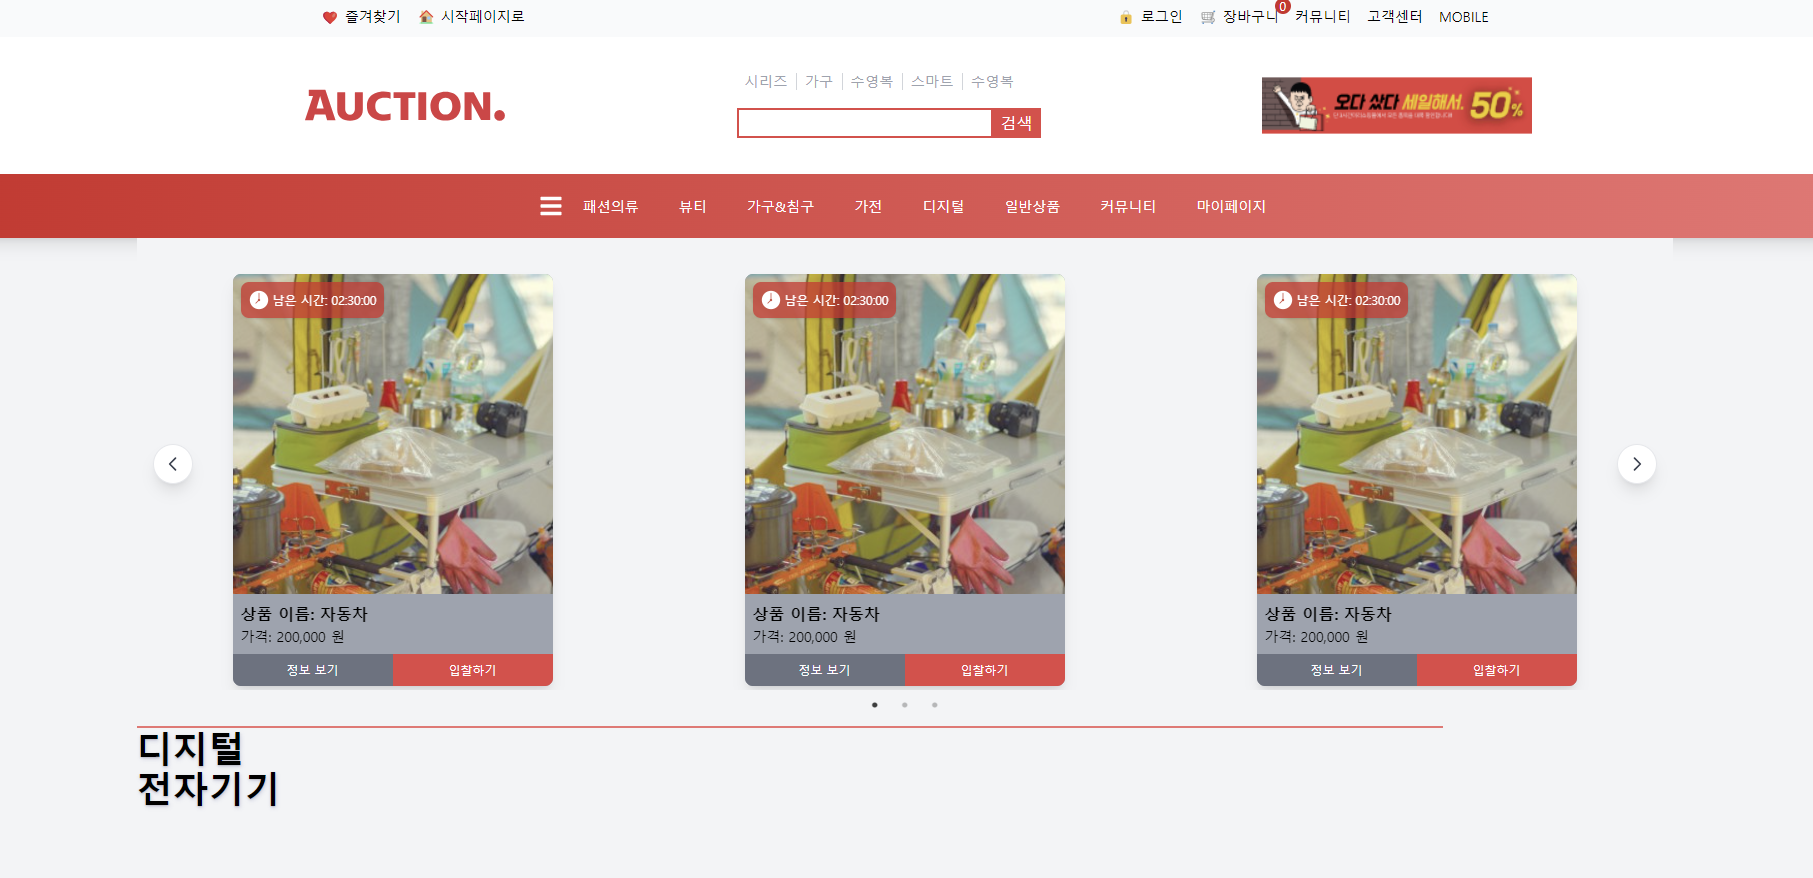 즐겨찾기 시작페이지로 로그인 장바구니 0 커뮤니티 고객센터 MOBILE
시리즈 가구 수영복 스마트 수영복
AUCTION.
검색
오다 샀다 세일해서. 50%
패션의류 뷰티 가구&침구 가전 디지털 일반상품 커뮤니티 마이페이지
남은 시간: 02:30:00 남은 시간: 02:30:00 남은 시간: 02:30:00
상품 이름: 자동차 상품 이름: 자동차 상품 이름: 자동차
가격: 200,000 원 가격: 200,000 원 가격: 200,000 원
정보 보기 입찰하기 정보 보기 입찰하기 정보 보기 입찰하기
디지털
전자기기